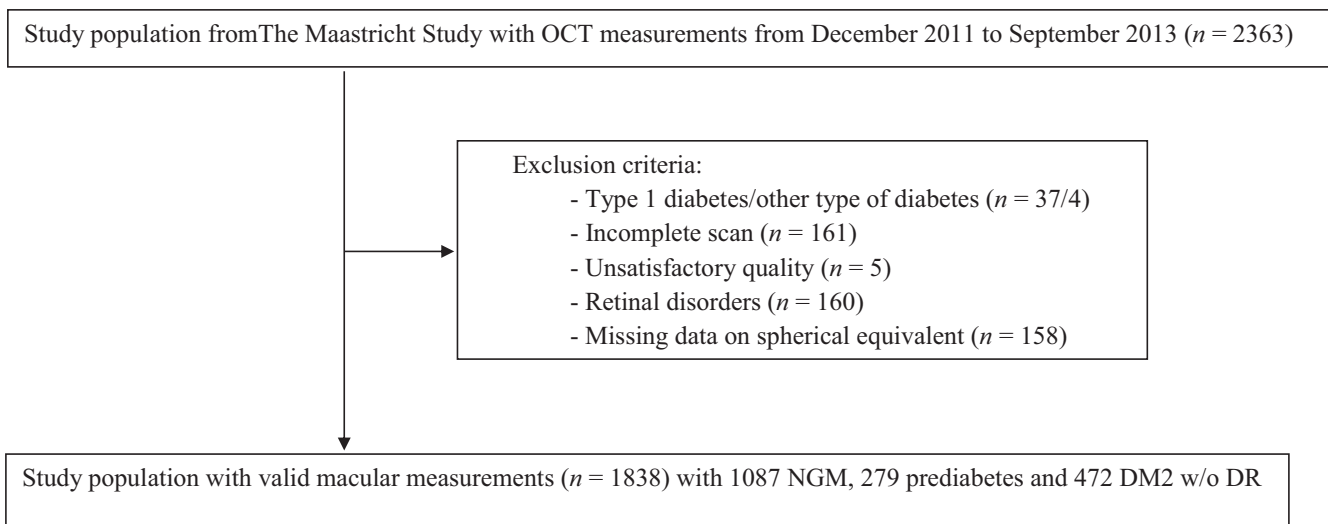 Study population fromThe Maastricht Study with OCT measurements from December 2011 to September 2013 (n = 2363)
Exclusion criteria:
- Type 1 diabetes/other type of diabetes (n = 37/4)
- Incomplete scan (n = 161)
- Unsatisfactory quality (n = 5)
- Retinal disorders (n = 160)
- Missing data on spherical equivalent (n = 158)
Study population with valid macular measurements (n = 1838) with 1087 NGM, 279 prediabetes and 472 DM2 w/o DR